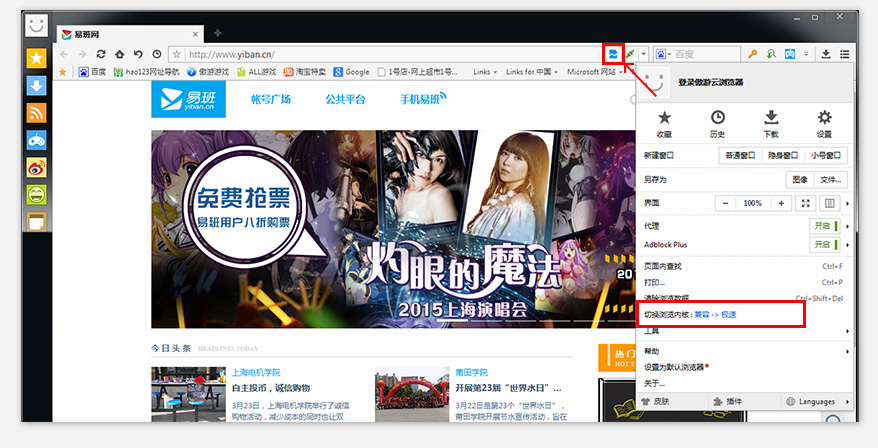 易班网
http://www.yiban.cn/
百度
百度
hao123网址导航
傲游游戏
ALL游戏
淘宝特卖
Google
1号店-网上超市1号...
Links
Links for 中国
Microsoft 网站
易班
yiban.cn
帐号广场
公共平台
手机易班
免费抢票
易班用户八折购票
灼眼的魔法
2015上海演唱会
201
今日头条
HEADLINES TODAY
热门
HOT TO
上海电机学院
自主投币，诚信购物
3月23日，上海电机学院举行了诚信
购物活动，减少成本的同时也让双
莆田学院
开展第23届“世界水日”...
3月22日是第23个“世界水日”，
莆田学院开展节水宣传活动，旨在
登录傲游云浏览器
收藏
历史
下载
设置
新建窗口
普通窗口
隐身窗口
小号窗口
另存为
图像
文件...
界面
− 100% +
代理
开启
Adblock Plus
开启
页面内查找 Ctrl+F
打印... Ctrl+P
清除浏览数据 Ctrl+Shift+Del
切换浏览内核: 兼容 -> 极速
工具
帮助
设置为默认浏览器
关于...
皮肤
插件
Languages